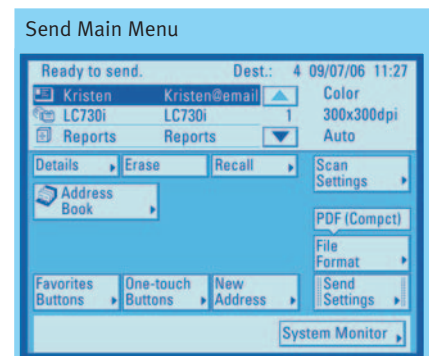 Send Main Menu
Ready to send. Dest.: 4 09/07/06 11:27
Kristen Kristen@email Color
LC730i LC730i 1 300x300dpi
Reports Reports Auto
Details Erase Recall Scan Settings
Address Book
PDF (Compct)
File Format
Favorites Buttons One-touch Buttons New Address Send Settings
System Monitor